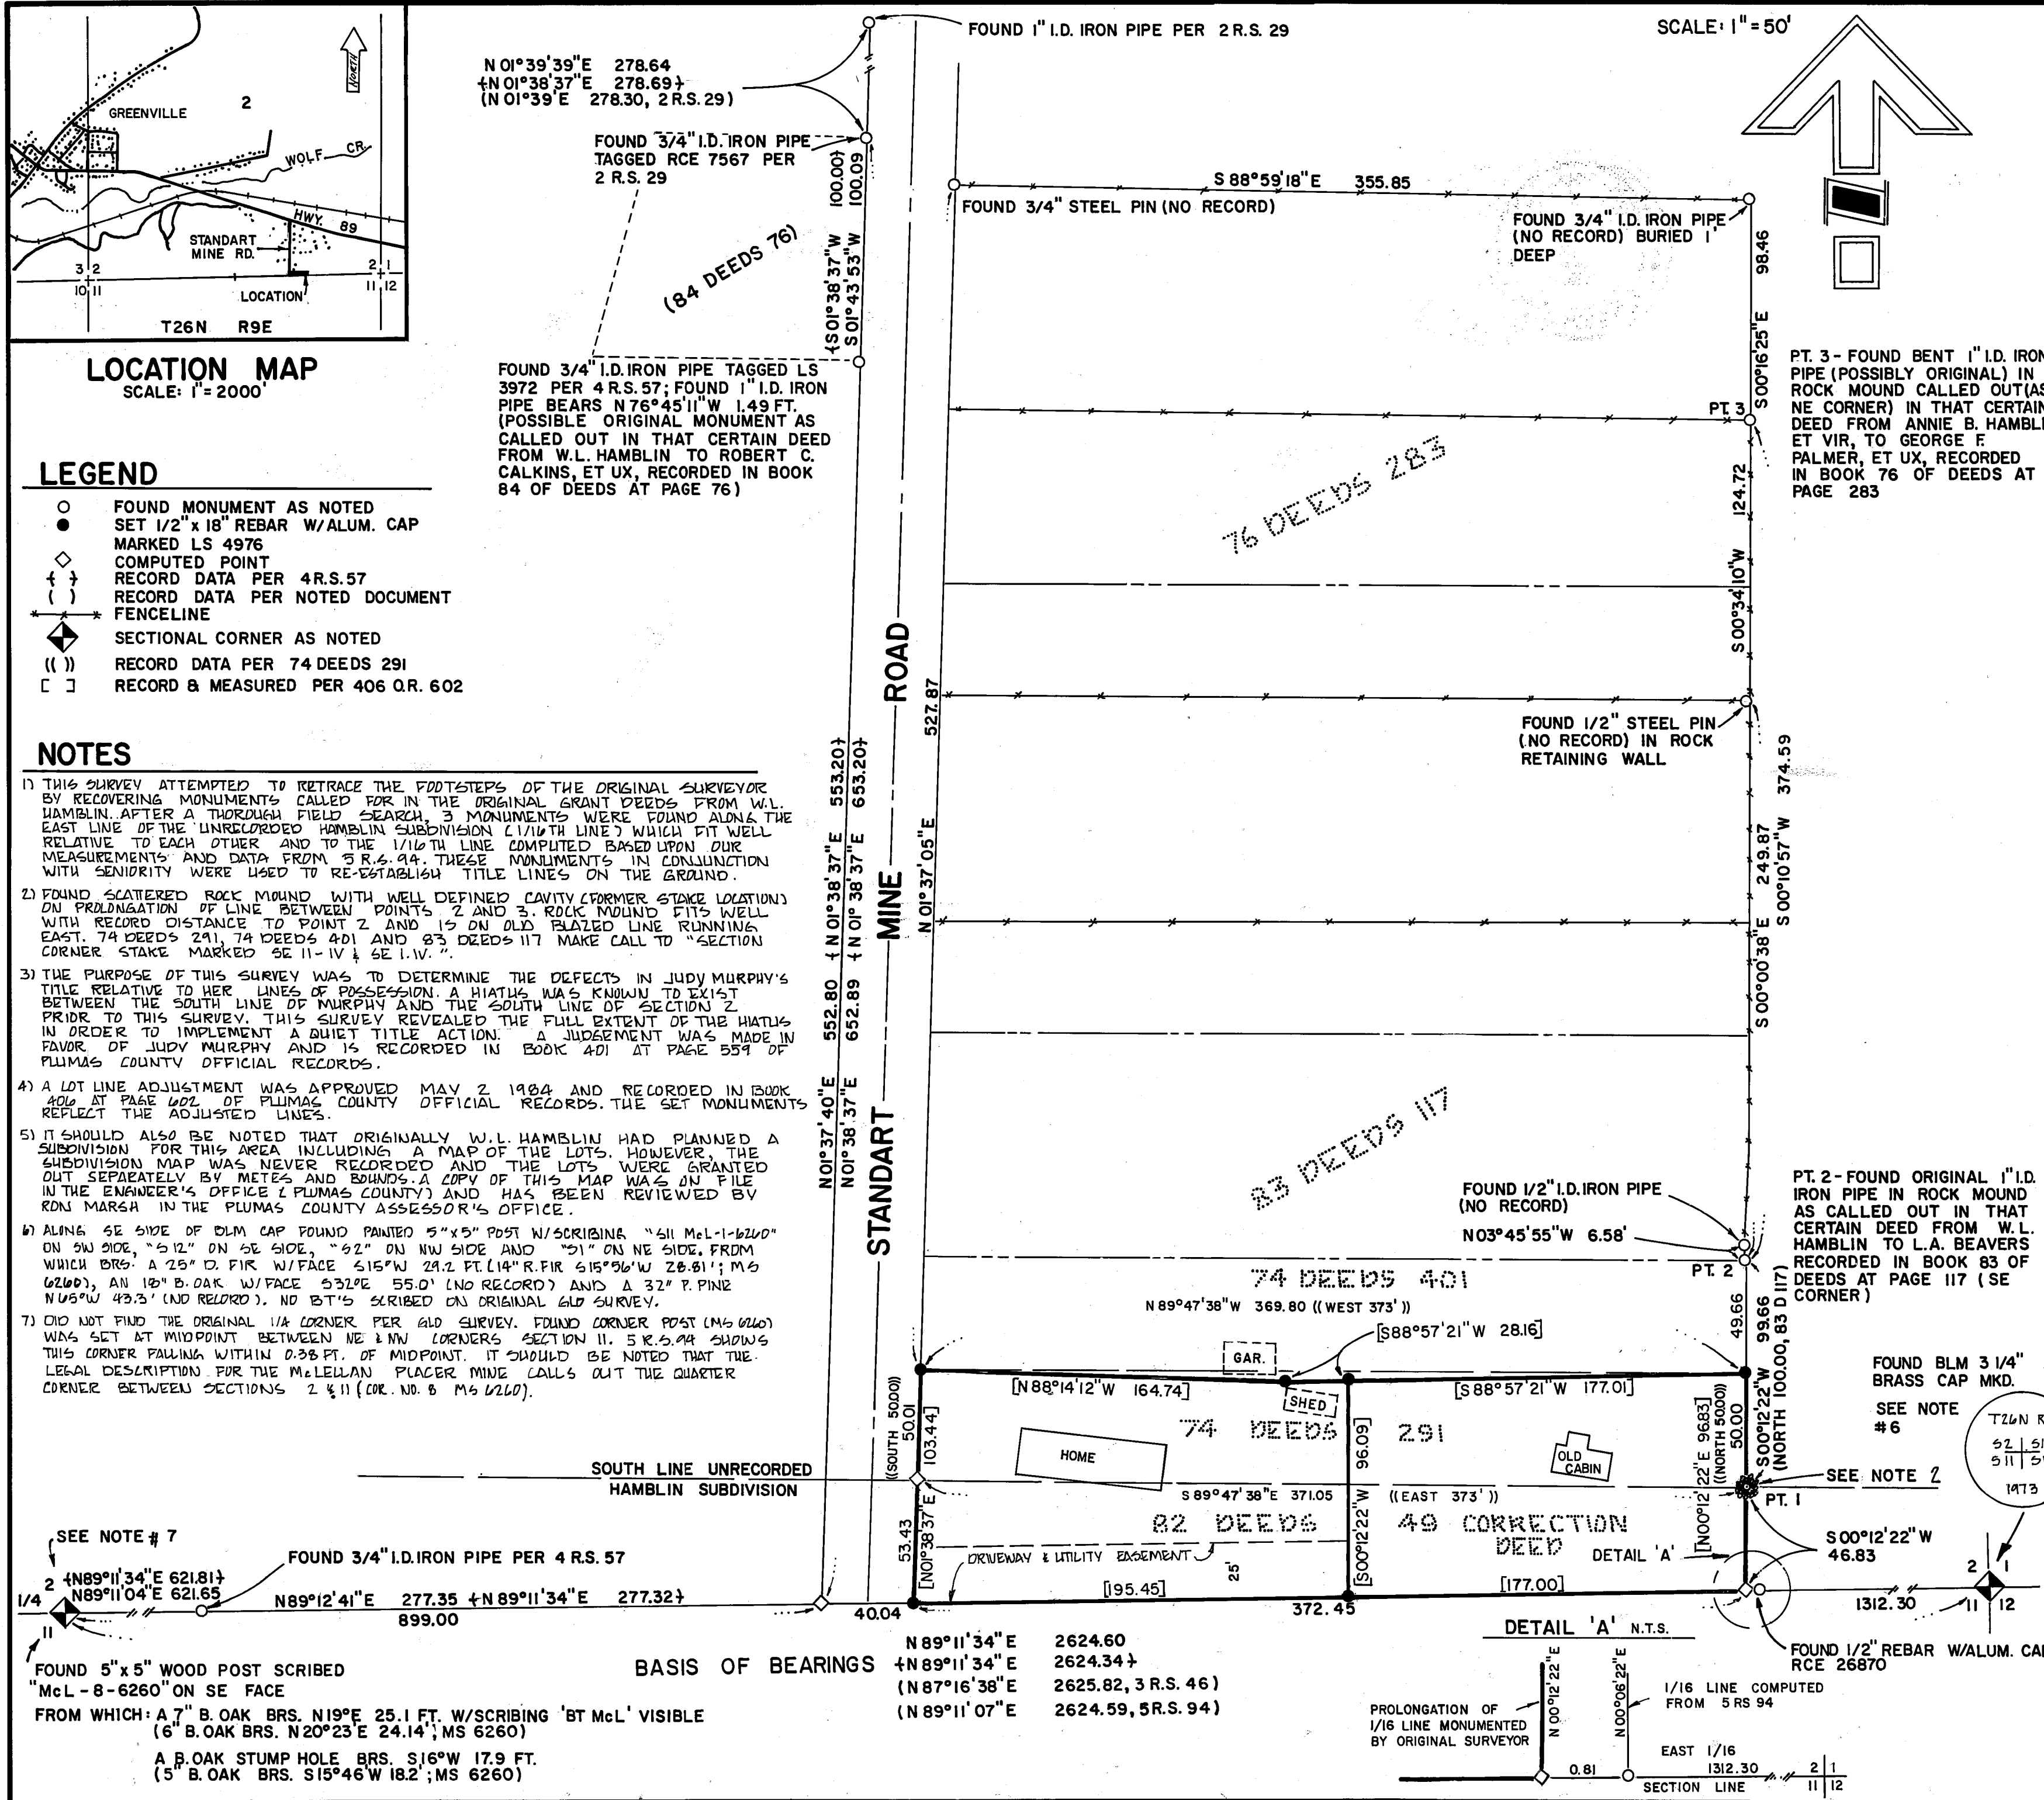 GREENVILLE
2
NORTH
WOLF CR.
HWY. 89
STANDART
MINE RD.
3 2
10 11
2 1
11 12
LOCATION
T26N R9E
LOCATION MAP
SCALE: 1" = 2000'
LEGEND
FOUND MONUMENT AS NOTED
SET 1/2" x 18" REBAR W/ALUM. CAP
MARKED LS 4976
COMPUTED POINT
{ } RECORD DATA PER 4 R.S. 57
( ) RECORD DATA PER NOTED DOCUMENT
FENCELINE
SECTIONAL CORNER AS NOTED
(( )) RECORD DATA PER 74 DEEDS 291
[ ] RECORD & MEASURED PER 406 O.R. 602
NOTES
1) THIS SURVEY ATTEMPTED TO RETRACE THE FOOTSTEPS OF THE ORIGINAL SURVEYOR
BY RECOVERING MONUMENTS CALLED FOR IN THE ORIGINAL GRANT DEEDS FROM W.L.
HAMBLIN. AFTER A THOROUGH FIELD SEARCH, 3 MONUMENTS WERE FOUND ALONG THE
EAST LINE OF THE UNRECORDED HAMBLIN SUBDIVISION (1/16TH LINE) WHICH FIT WELL
RELATIVE TO EACH OTHER AND TO THE 1/16TH LINE COMPUTED BASED UPON OUR
MEASUREMENTS AND DATA FROM 5 R.S. 94. THESE MONUMENTS IN CONJUNCTION
WITH SENIORITY WERE USED TO RE-ESTABLISH TITLE LINES ON THE GROUND.
2) FOUND SCATTERED ROCK MOUND WITH WELL DEFINED CAVITY (FORMER STAKE LOCATION)
ON PROLONGATION OF LINE BETWEEN POINTS 2 AND 3. ROCK MOUND FITS WELL
WITH RECORD DISTANCE TO POINT 2 AND IS ON OLD BLAZED LINE RUNNING
EAST. 74 DEEDS 291, 74 DEEDS 401 AND 83 DEEDS 117 MAKE CALL TO "SECTION
CORNER STAKE MARKED SE 11-IV & SE 1.IV.".
3) THE PURPOSE OF THIS SURVEY WAS TO DETERMINE THE DEFECTS IN JUDY MURPHY'S
TITLE RELATIVE TO HER LINES OF POSSESSION. A HIATUS WAS KNOWN TO EXIST
BETWEEN THE SOUTH LINE OF MURPHY AND THE SOUTH LINE OF SECTION 2
PRIOR TO THIS SURVEY. THIS SURVEY REVEALED THE FULL EXTENT OF THE HIATUS
IN ORDER TO IMPLEMENT A QUIET TITLE ACTION. A JUDGEMENT WAS MADE IN
FAVOR OF JUDY MURPHY AND IS RECORDED IN BOOK 401 AT PAGE 559 OF
PLUMAS COUNTY OFFICIAL RECORDS.
4) A LOT LINE ADJUSTMENT WAS APPROVED MAY 2 1984 AND RECORDED IN BOOK
406 AT PAGE 602 OF PLUMAS COUNTY OFFICIAL RECORDS. THE SET MONUMENTS
REFLECT THE ADJUSTED LINES.
5) IT SHOULD ALSO BE NOTED THAT ORIGINALLY W.L. HAMBLIN HAD PLANNED A
SUBDIVISION FOR THIS AREA INCLUDING A MAP OF THE LOTS. HOWEVER, THE
SUBDIVISION MAP WAS NEVER RECORDED AND THE LOTS WERE GRANTED
OUT SEPARATELY BY METES AND BOUNDS. A COPY OF THIS MAP WAS ON FILE
IN THE ENGINEER'S OFFICE (PLUMAS COUNTY) AND HAS BEEN REVIEWED BY
RON MARSH IN THE PLUMAS COUNTY ASSESSOR'S OFFICE.
6) ALONG SE SIDE OF BLM CAP FOUND PAINTED 5"x5" POST W/SCRIBING "S11 McL-1-6260"
ON SW SIDE, "S12" ON SE SIDE, "S2" ON NW SIDE AND "S1" ON NE SIDE, FROM
WHICH BRS. A 25" D. FIR W/FACE S15°W 29.2 FT. (14" R.FIR S15°56'W 28.81'; MS
6260), AN 18" B.OAK W/FACE S32°E 55.0' (NO RECORD) AND A 32" P. PINE
N65°W 43.3' (NO RECORD). NO BT'S SCRIBED ON ORIGINAL GLO SURVEY.
7) DID NOT FIND THE ORIGINAL 1/4 CORNER PER GLO SURVEY. FOUND CORNER POST (MS 6260)
WAS SET AT MIDPOINT BETWEEN NE & NW CORNERS SECTION 11. 5 R.S. 94 SHOWS
THIS CORNER FALLING WITHIN 0.38 FT. OF MIDPOINT. IT SHOULD BE NOTED THAT THE
LEGAL DESCRIPTION FOR THE McLELLAN PLACER MINE CALLS OUT THE QUARTER
CORNER BETWEEN SECTIONS 2 & 11 (COR. NO. 8 MS 6260).
N 01°39'39"E 278.64
{N 01°38'37"E 278.69}
(N 01°39'E 278.30, 2 R.S. 29)
FOUND 1" I.D. IRON PIPE PER 2 R.S. 29
SCALE: 1" = 50'
FOUND 3/4" I.D. IRON PIPE
TAGGED RCE 7567 PER
2 R.S. 29
(84 DEEDS 76)
{S 01°38'37"W 100.00}
S 01°43'53"W 100.09
FOUND 3/4" I.D. IRON PIPE TAGGED LS
3972 PER 4 R.S. 57; FOUND 1" I.D. IRON
PIPE BEARS N 76°45'11"W 1.49 FT.
(POSSIBLE ORIGINAL MONUMENT AS
CALLED OUT IN THAT CERTAIN DEED
FROM W.L. HAMBLIN TO ROBERT C.
CALKINS, ET UX, RECORDED IN BOOK
84 OF DEEDS AT PAGE 76)
S 88°59'18"E 355.85
FOUND 3/4" STEEL PIN (NO RECORD)
FOUND 3/4" I.D. IRON PIPE
(NO RECORD) BURIED 1'
DEEP
S 00°16'25"E 98.46
PT. 3
PT. 3 - FOUND BENT 1" I.D. IRON
PIPE (POSSIBLY ORIGINAL) IN
ROCK MOUND CALLED OUT (AS
NE CORNER) IN THAT CERTAIN
DEED FROM ANNIE B. HAMBLI
ET VIR, TO GEORGE F.
PALMER, ET UX, RECORDED
IN BOOK 76 OF DEEDS AT
PAGE 283
76 DEEDS 283
S 00°34'10"W 124.72
FOUND 1/2" STEEL PIN
(NO RECORD) IN ROCK
RETAINING WALL
STANDART MINE ROAD
N 01°37'05"E 527.87
N01°37'40"E 552.80 {N 01°38'37"E 553.20}
N01°38'37"E 652.89 {N 01°38'37"E 653.20}
S 00°00'38"E 249.87
S 00°10'57"W 374.59
83 DEEDS 117
FOUND 1/2" I.D. IRON PIPE
(NO RECORD)
N 03°45'55"W 6.58'
PT. 2
PT. 2 - FOUND ORIGINAL 1" I.D.
IRON PIPE IN ROCK MOUND
AS CALLED OUT IN THAT
CERTAIN DEED FROM W.L.
HAMBLIN TO L.A. BEAVERS
RECORDED IN BOOK 83 OF
DEEDS AT PAGE 117 (SE
CORNER)
74 DEEDS 401
N 89°47'38"W 369.80 ((WEST 373'))
[S88°57'21"W 28.16]
49.66
S00°12'22"W 99.66
(NORTH 100.00, 83 D 117)
GAR.
[N 88°14'12"W 164.74]
[S 88°57'21"W 177.01]
SHED
74 DEEDS 291
HOME
OLD
CABIN
((SOUTH 50.00))
50.01
[N01°38'37"E 103.44]
53.43
[S00°12'22"W 96.09]
[N00°12'22"E 96.83]
((NORTH 50.00))
50.00
FOUND BLM 3 1/4"
BRASS CAP MKD.
SEE NOTE
#6
T26N R
S2 S1
S11 S
1973
SOUTH LINE UNRECORDED
HAMBLIN SUBDIVISION
S 89°47'38"E 371.05 ((EAST 373'))
SEE NOTE 2
PT. 1
82 DEEDS 49 CORRECTION
DEED
DRIVEWAY & UTILITY EASEMENT
25'
DETAIL 'A'
S 00°12'22"W
46.83
SEE NOTE # 7
FOUND 3/4" I.D. IRON PIPE PER 4 R.S. 57
{N89°11'34"E 621.81}
N89°11'04"E 621.65
1/4
2
11
N89°12'41"E 277.35 {N 89°11'34"E 277.32}
899.00
40.04
[195.45]
372.45
[177.00]
1312.30
2 1
11 12
FOUND 5" x 5" WOOD POST SCRIBED
"McL - 8 - 6260" ON SE FACE
FROM WHICH: A 7" B. OAK BRS. N19°E 25.1 FT. W/SCRIBING 'BT McL' VISIBLE
(6" B. OAK BRS. N 20°23'E 24.14'; MS 6260)
A B.OAK STUMP HOLE BRS. S16°W 17.9 FT.
(5" B. OAK BRS. S15°46'W 18.2'; MS 6260)
BASIS OF BEARINGS
N 89°11'34"E 2624.60
{N 89°11'34"E 2624.34}
(N 87°16'38"E 2625.82, 3 R.S. 46)
(N 89°11'07"E 2624.59, 5 R.S. 94)
FOUND 1/2" REBAR W/ALUM. CA
RCE 26870
DETAIL 'A' N.T.S.
N 00°12'22"E
N 00°06'22"E
1/16 LINE COMPUTED
FROM 5 RS 94
PROLONGATION OF
1/16 LINE MONUMENTED
BY ORIGINAL SURVEYOR
EAST 1/16
0.81
1312.30
SECTION LINE
2 1
11 12